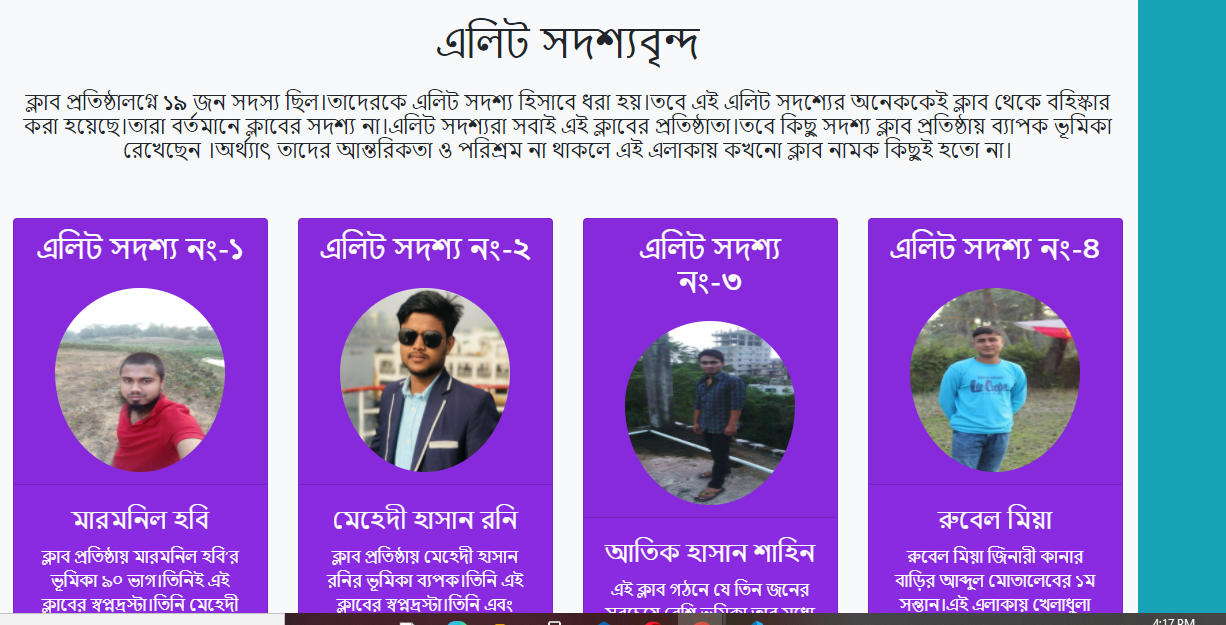 এলিট সদশ্যবৃন্দ
ক্লাব প্রতিষ্ঠালগ্নে ১৯ জন সদস্য ছিল।তাদেরকে এলিট সদশ্য হিসাবে ধরা হয়।তবে এই এলিট সদশ্যের অনেককেই ক্লাব থেকে বহিস্কার
করা হয়েছে।তারা বর্তমানে ক্লাবের সদশ্য না।এলিট সদশ্যরা সবাই এই ক্লাবের প্রতিষ্ঠাতা।তবে কিছু সদশ্য ক্লাব প্রতিষ্ঠায় ব্যাপক ভূমিকা
রেখেছেন ।অর্থ্যাৎ তাদের আন্তরিকতা ও পরিশ্রম না থাকলে এই এলাকায় কখনো ক্লাব নামক কিছুই হতো না।
এলিট সদশ্য নং-১
মারমনিল হবি
ক্লাব প্রতিষ্ঠায় মারমনিল হবি'র
ভূমিকা ৯০ ভাগ।তিনিই এই
ক্লাবের স্বপ্নদ্রস্টা।তিনি মেহেদী
এলিট সদশ্য নং-২
মেহেদী হাসান রনি
ক্লাব প্রতিষ্ঠায় মেহেদী হাসান
রনির ভূমিকা ব্যপক।তিনি এই
ক্লাবের স্বপ্নদ্রস্টা।তিনি এবং
এলিট সদশ্য
নং-৩
আতিক হাসান শাহিন
এই ক্লাব গঠনে যে তিন জনের
সবচেয়ে বেশি ভূমিকা তার মধ্যে
এলিট সদশ্য নং-৪
রুবেল মিয়া
রুবেল মিয়া জিনারী কানার
বাড়ির আব্দুল মোতালেবের ১ম
সন্তান।এই এলাকায় খেলাধুলা
4:17 PM